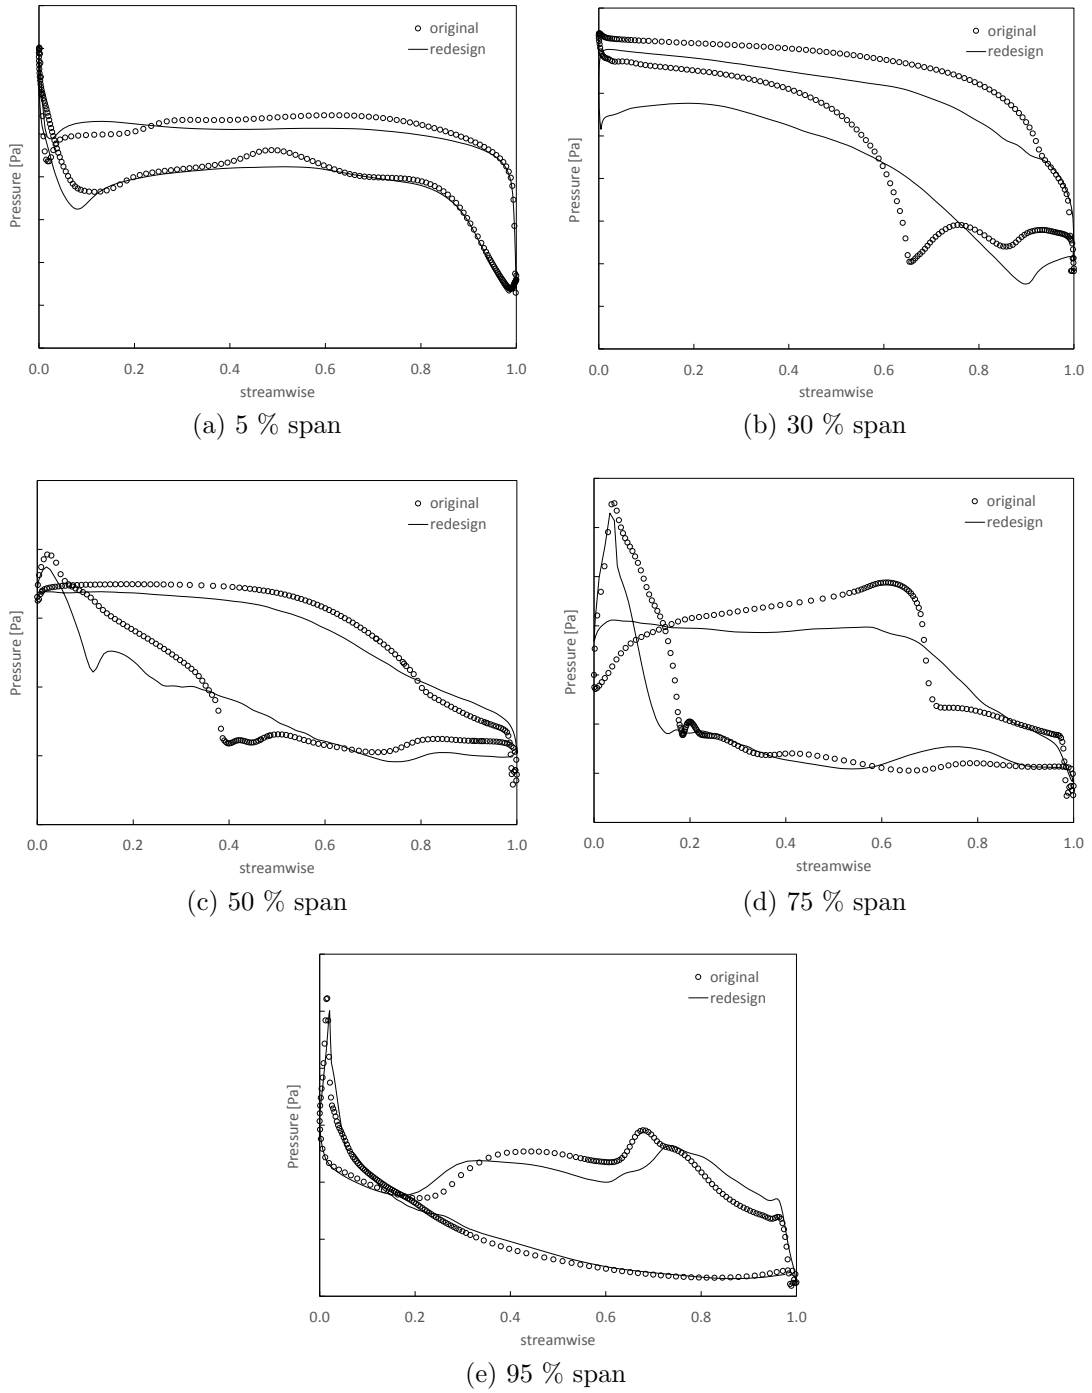 original
redesign
Pressure [Pa]
0.0 0.2 0.4 0.6 0.8 1.0
streamwise
(a) 5 % span
original
redesign
Pressure [Pa]
0.0 0.2 0.4 0.6 0.8 1.0
streamwise
(b) 30 % span
original
redesign
Pressure [Pa]
0.0 0.2 0.4 0.6 0.8 1.0
streamwise
(c) 50 % span
original
redesign
Pressure [Pa]
0.0 0.2 0.4 0.6 0.8 1.0
streamwise
(d) 75 % span
original
redesign
Pressure [Pa]
0.0 0.2 0.4 0.6 0.8 1.0
streamwise
(e) 95 % span